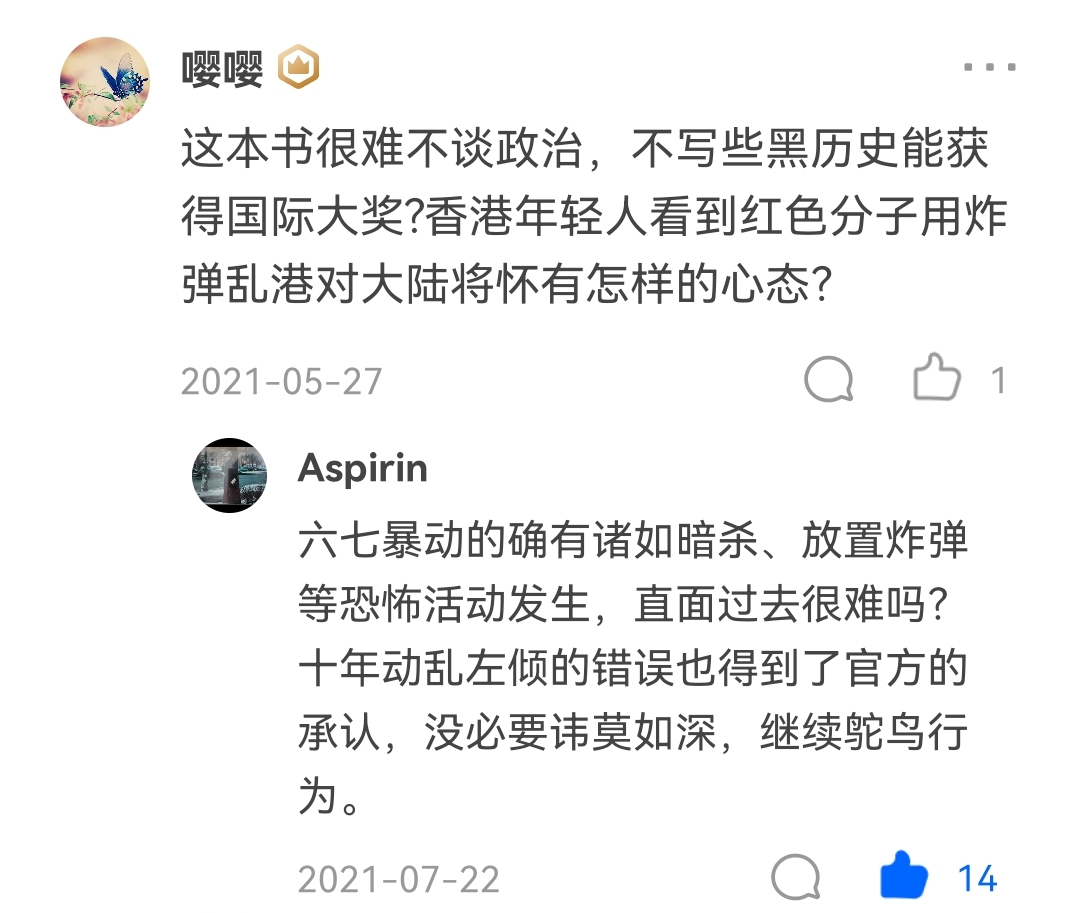 嘤嘤
这本书很难不谈政治，不写些黑历史能获
得国际大奖?香港年轻人看到红色分子用炸
弹乱港对大陆将怀有怎样的心态?
2021-05-27
1
Aspirin
六七暴动的确有诸如暗杀、放置炸弹
等恐怖活动发生，直面过去很难吗?
十年动乱左倾的错误也得到了官方的
承认，没必要讳莫如深，继续鸵鸟行
为。
2021-07-22
14